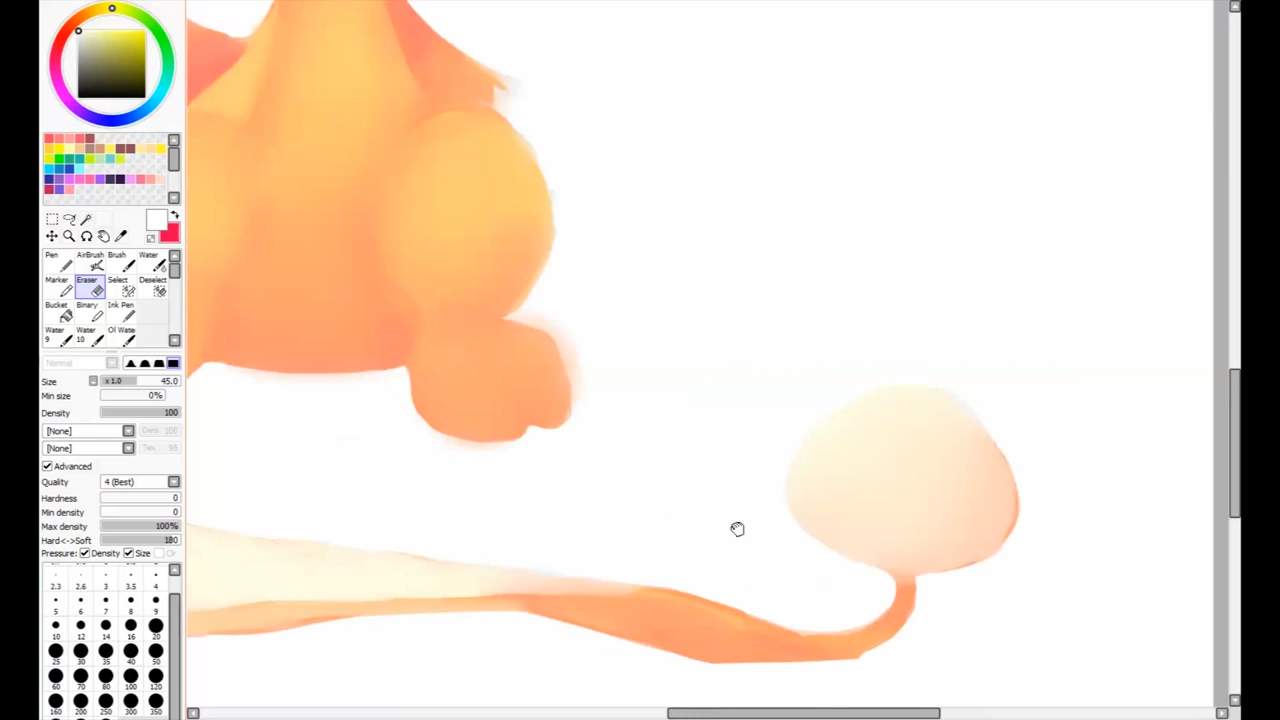 Pen AirBrush Brush Water
Marker Eraser Select Deselect
Bucket Binary Ink Pen
Water Water Ol Wate
9 10
Normal
Size x 1.0 45.0
Min size 0%
Density 100
[None]
[None]
Advanced
Quality 4 (Best)
Hardness 0
Min density 0
Max density 100%
Hard<->Soft 180
Pressure: Density Size
2.3 2.6 3 3.5 4
5 6 7 8 9
10 12 14 16 20
25 30 35 40 50
60 70 80 100 120
160 200 250 300 350